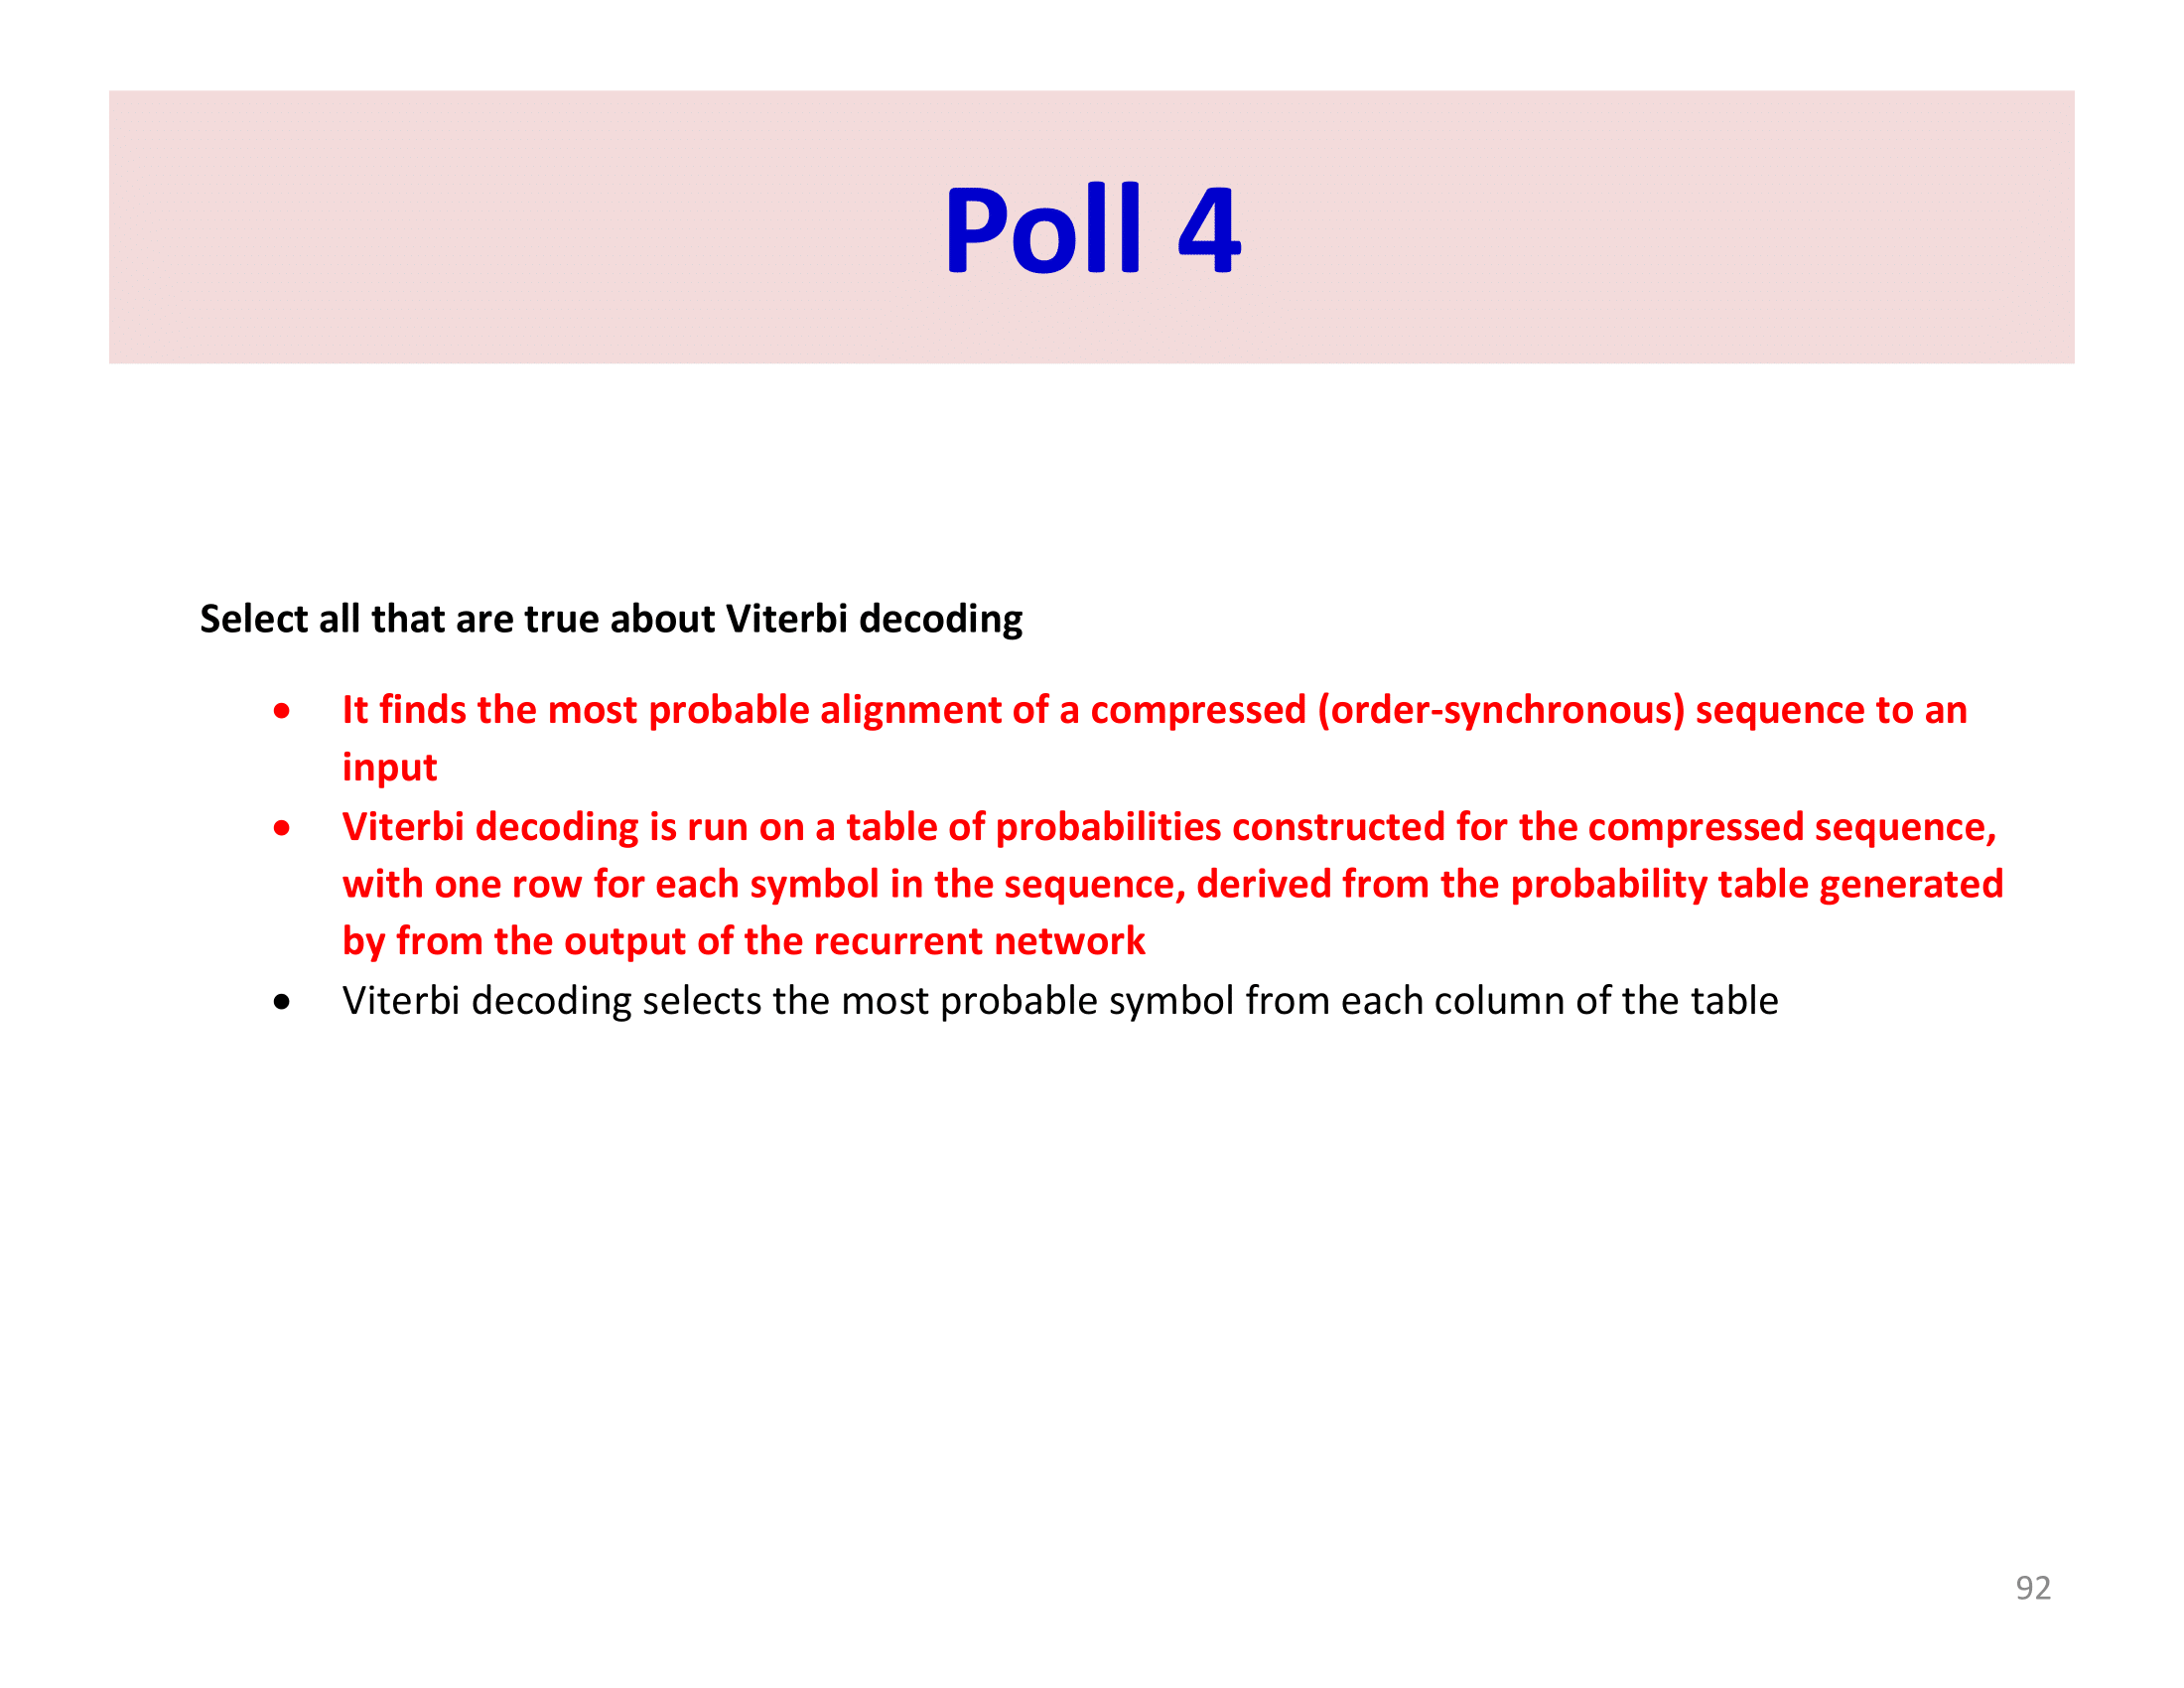 Poll 4
Select all that are true about Viterbi decoding
• It finds the most probable alignment of a compressed (order-synchronous) sequence to an
input
• Viterbi decoding is run on a table of probabilities constructed for the compressed sequence,
with one row for each symbol in the sequence, derived from the probability table generated
by from the output of the recurrent network
• Viterbi decoding selects the most probable symbol from each column of the table
92